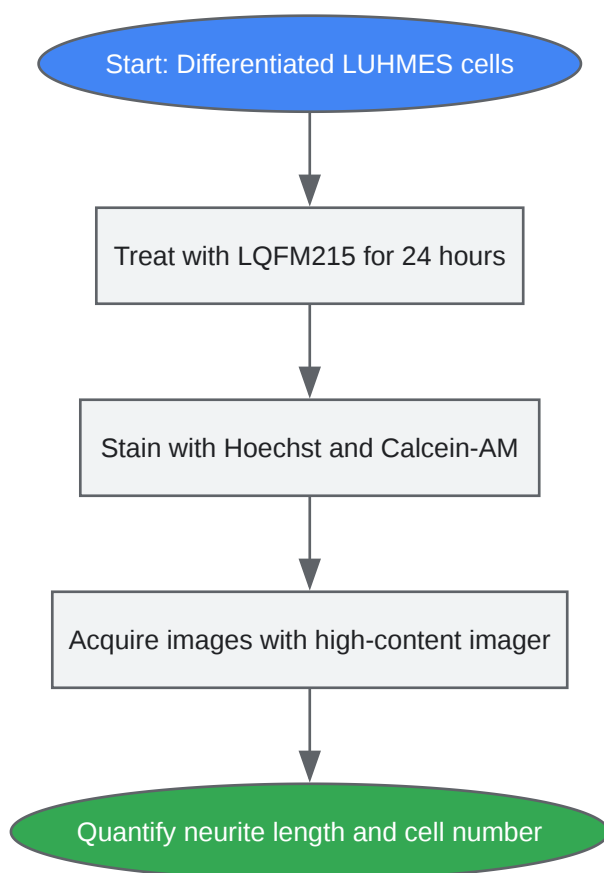 Start: Differentiated LUHMES cells
Treat with LQFM215 for 24 hours
Stain with Hoechst and Calcein-AM
Acquire images with high-content imager
Quantify neurite length and cell number